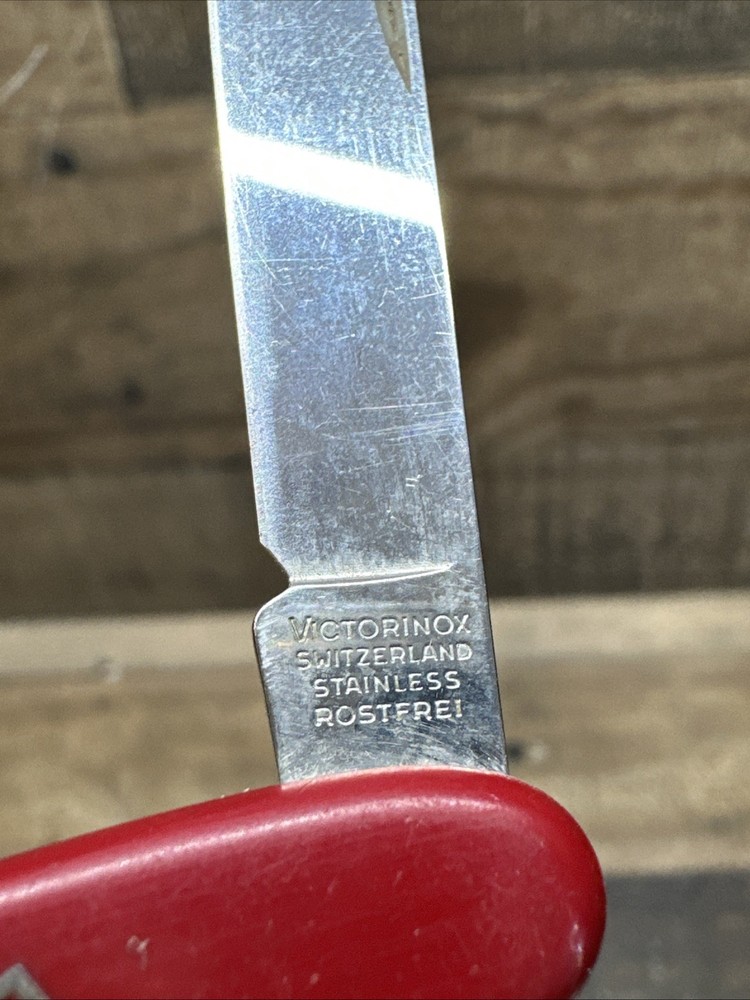 VICTORINOX
SWITZERLAND
STAINLESS
ROSTFREI